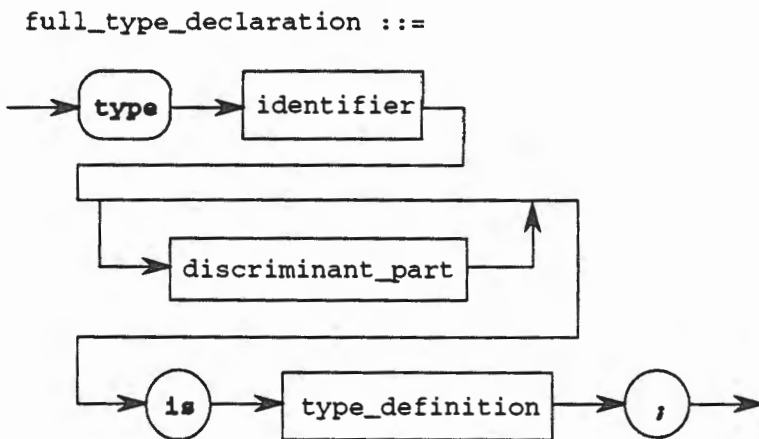 full_type_declaration ::=
type identifier
discriminant_part
is type_definition ;